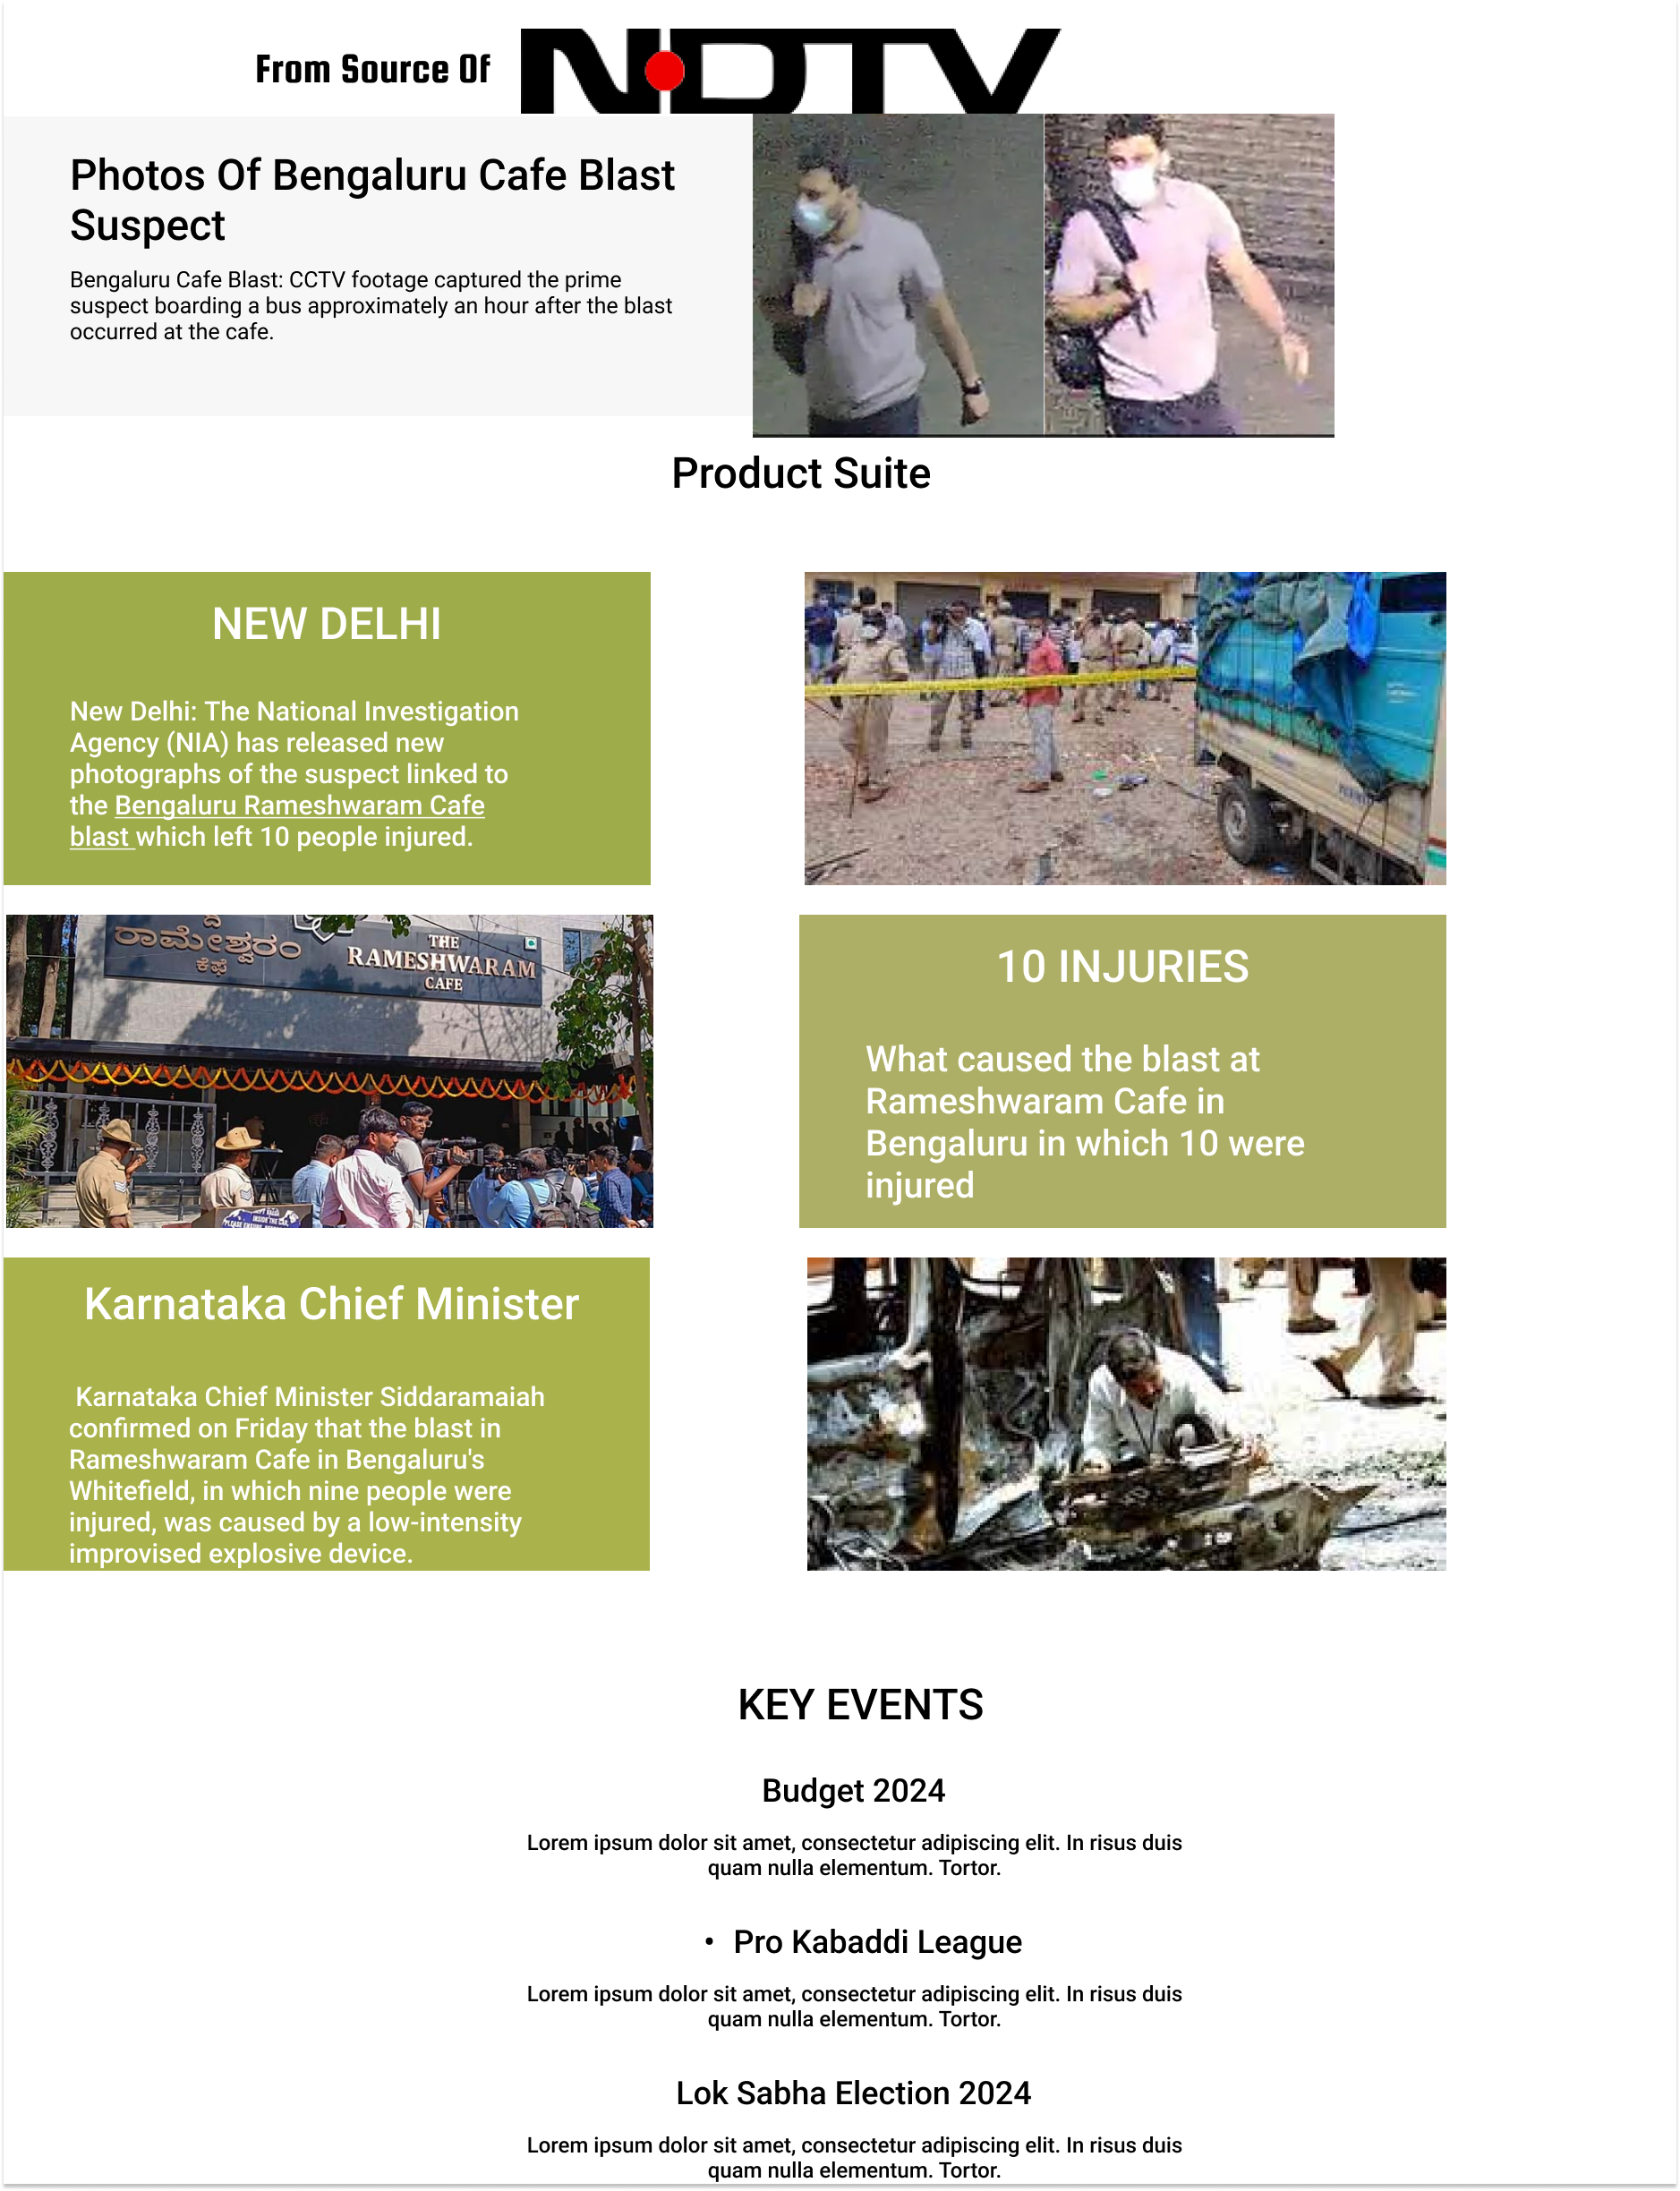 From Source Of NDTV
Photos Of Bengaluru Cafe Blast
Suspect
Bengaluru Cafe Blast: CCTV footage captured the prime
suspect boarding a bus approximately an hour after the blast
occurred at the cafe.
Product Suite
NEW DELHI
New Delhi: The National Investigation
Agency (NIA) has released new
photographs of the suspect linked to
the Bengaluru Rameshwaram Cafe
blast which left 10 people injured.
ದಿ
ರಾಮೇಶ್ವರಂ
ಕೆಫೆ
THE
RAMESHWARAM
CAFE
10 INJURIES
What caused the blast at
Rameshwaram Cafe in
Bengaluru in which 10 were
injured
Karnataka Chief Minister
Karnataka Chief Minister Siddaramaiah
confirmed on Friday that the blast in
Rameshwaram Cafe in Bengaluru's
Whitefield, in which nine people were
injured, was caused by a low-intensity
improvised explosive device.
KEY EVENTS
Budget 2024
Lorem ipsum dolor sit amet, consectetur adipiscing elit. In risus duis
quam nulla elementum. Tortor.
• Pro Kabaddi League
Lorem ipsum dolor sit amet, consectetur adipiscing elit. In risus duis
quam nulla elementum. Tortor.
Lok Sabha Election 2024
Lorem ipsum dolor sit amet, consectetur adipiscing elit. In risus duis
quam nulla elementum. Tortor.